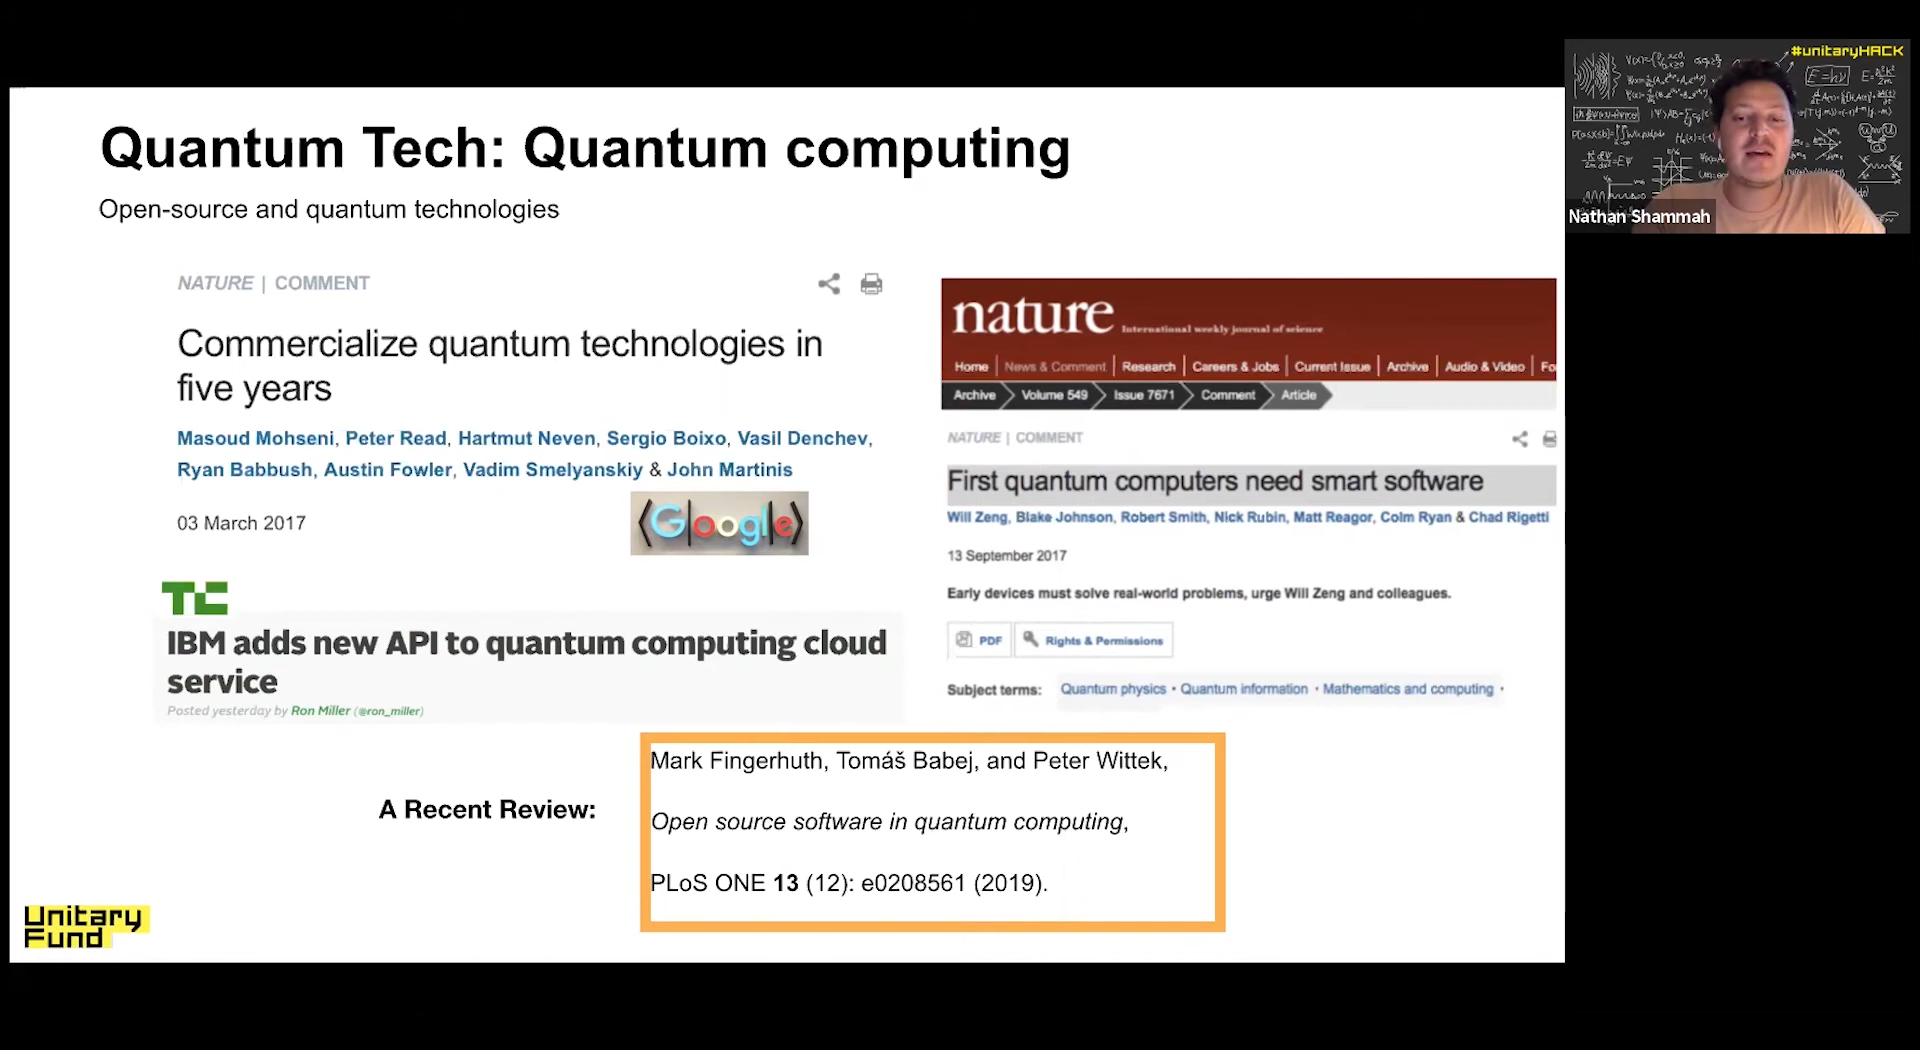 Quantum Tech: Quantum computing
Open-source and quantum technologies
NATURE | COMMENT
Commercialize quantum technologies in
five years
Masoud Mohseni, Peter Read, Hartmut Neven, Sergio Boixo, Vasil Denchev,
Ryan Babbush, Austin Fowler, Vadim Smelyanskiy & John Martinis
03 March 2017
⟨G|oogl|e⟩
TC
IBM adds new API to quantum computing cloud
service
Posted yesterday by Ron Miller (@ron_miller)
nature International weekly journal of science
Home News & Comment Research Careers & Jobs Current Issue Archive Audio & Video Fo
Archive Volume 549 Issue 7671 Comment Article
NATURE | COMMENT
First quantum computers need smart software
Will Zeng, Blake Johnson, Robert Smith, Nick Rubin, Matt Reagor, Colm Ryan & Chad Rigetti
13 September 2017
Early devices must solve real-world problems, urge Will Zeng and colleagues.
PDF Rights & Permissions
Subject terms: Quantum physics • Quantum information • Mathematics and computing •
A Recent Review:
Mark Fingerhuth, Tomáš Babej, and Peter Wittek,
Open source software in quantum computing,
PLoS ONE 13 (12): e0208561 (2019).
Unitary
Fund
#unitaryHACK
Nathan Shammah